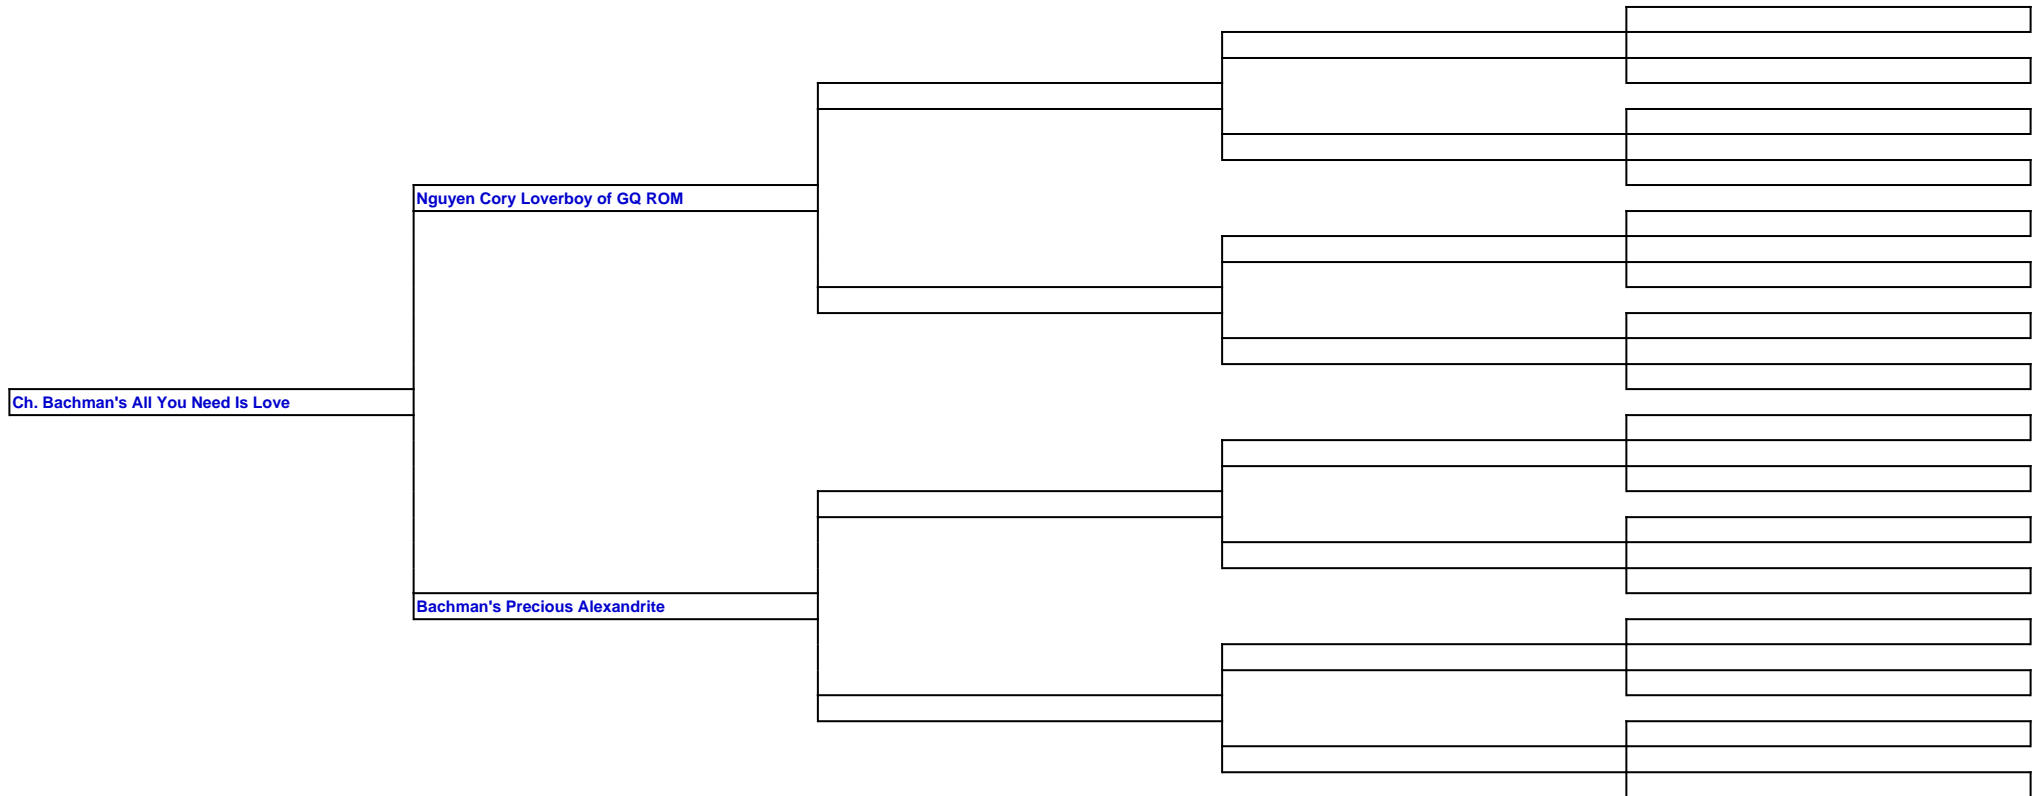 Nguyen Cory Loverboy of GQ ROM
Ch. Bachman's All You Need Is Love
Bachman's Precious Alexandrite